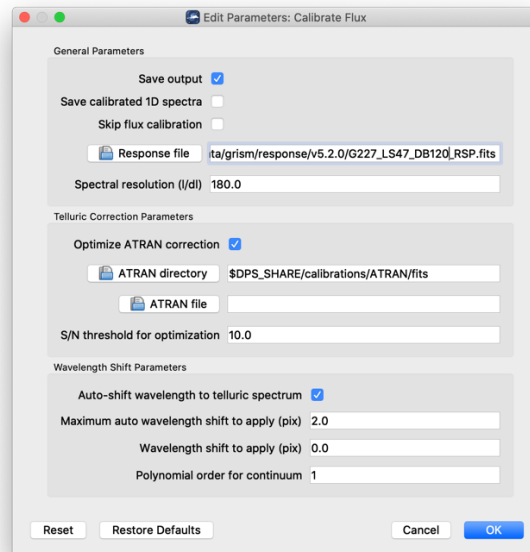 Edit Parameters: Calibrate Flux
General Parameters
Save output
Save calibrated 1D spectra
Skip flux calibration
Response file ita/grism/response/v5.2.0/G227_LS47_DB120_RSP.fits
Spectral resolution (l/dl) 180.0
Telluric Correction Parameters
Optimize ATRAN correction
ATRAN directory $DPS_SHARE/calibrations/ATRAN/fits
ATRAN file
S/N threshold for optimization 10.0
Wavelength Shift Parameters
Auto-shift wavelength to telluric spectrum
Maximum auto wavelength shift to apply (pix) 2.0
Wavelength shift to apply (pix) 0.0
Polynomial order for continuum 1
Reset Restore Defaults Cancel OK